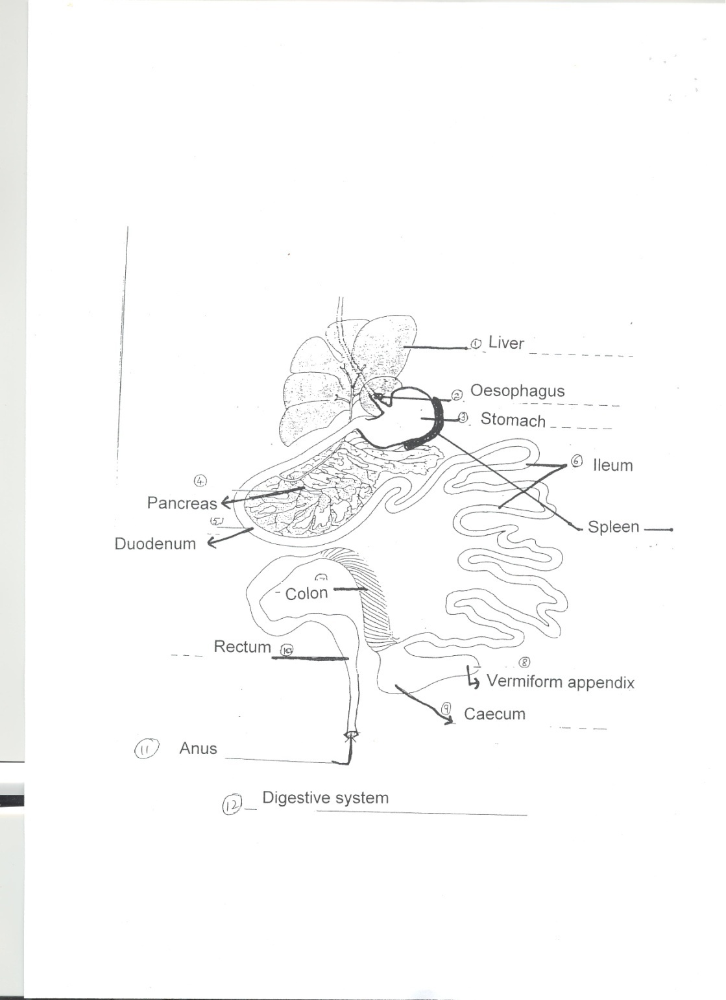 ① Liver
② Oesophagus
③ Stomach
⑥ Ileum
④
Pancreas
(5)
Duodenum
Spleen
Colon
Rectum ⑩
⑧
Vermiform appendix
⑨ Caecum
⑪ Anus
⑫ Digestive system